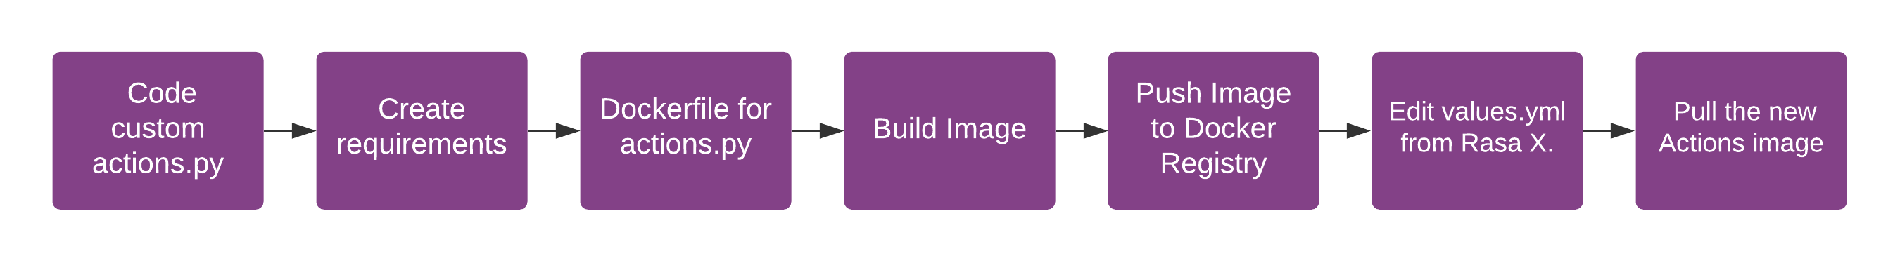 Code
custom
actions.py
Create
requirements
Dockerfile for
actions.py
Build Image
Push Image
to Docker
Registry
Edit values.yml
from Rasa X.
Pull the new
Actions image